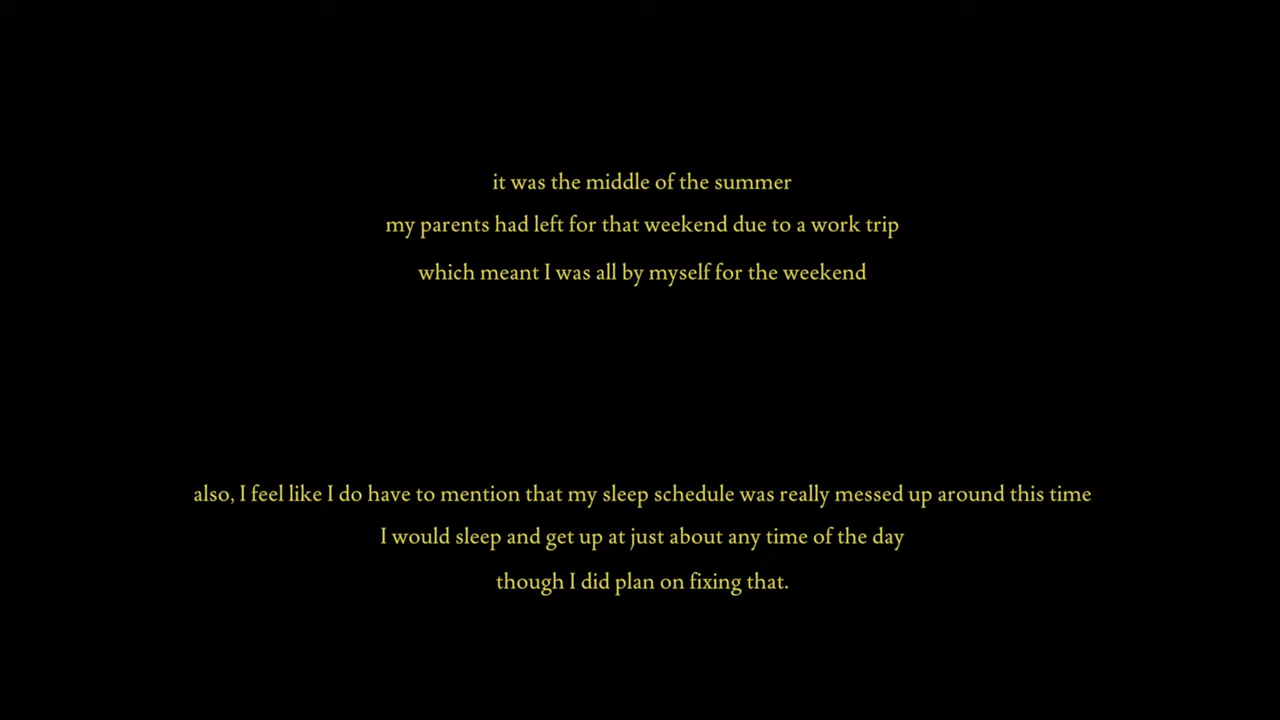 it was the middle of the summer
my parents had left for that weekend due to a work trip
which meant I was all by myself for the weekend
also, I feel like I do have to mention that my sleep schedule was really messed up around this time
I would sleep and get up at just about any time of the day
though I did plan on fixing that.